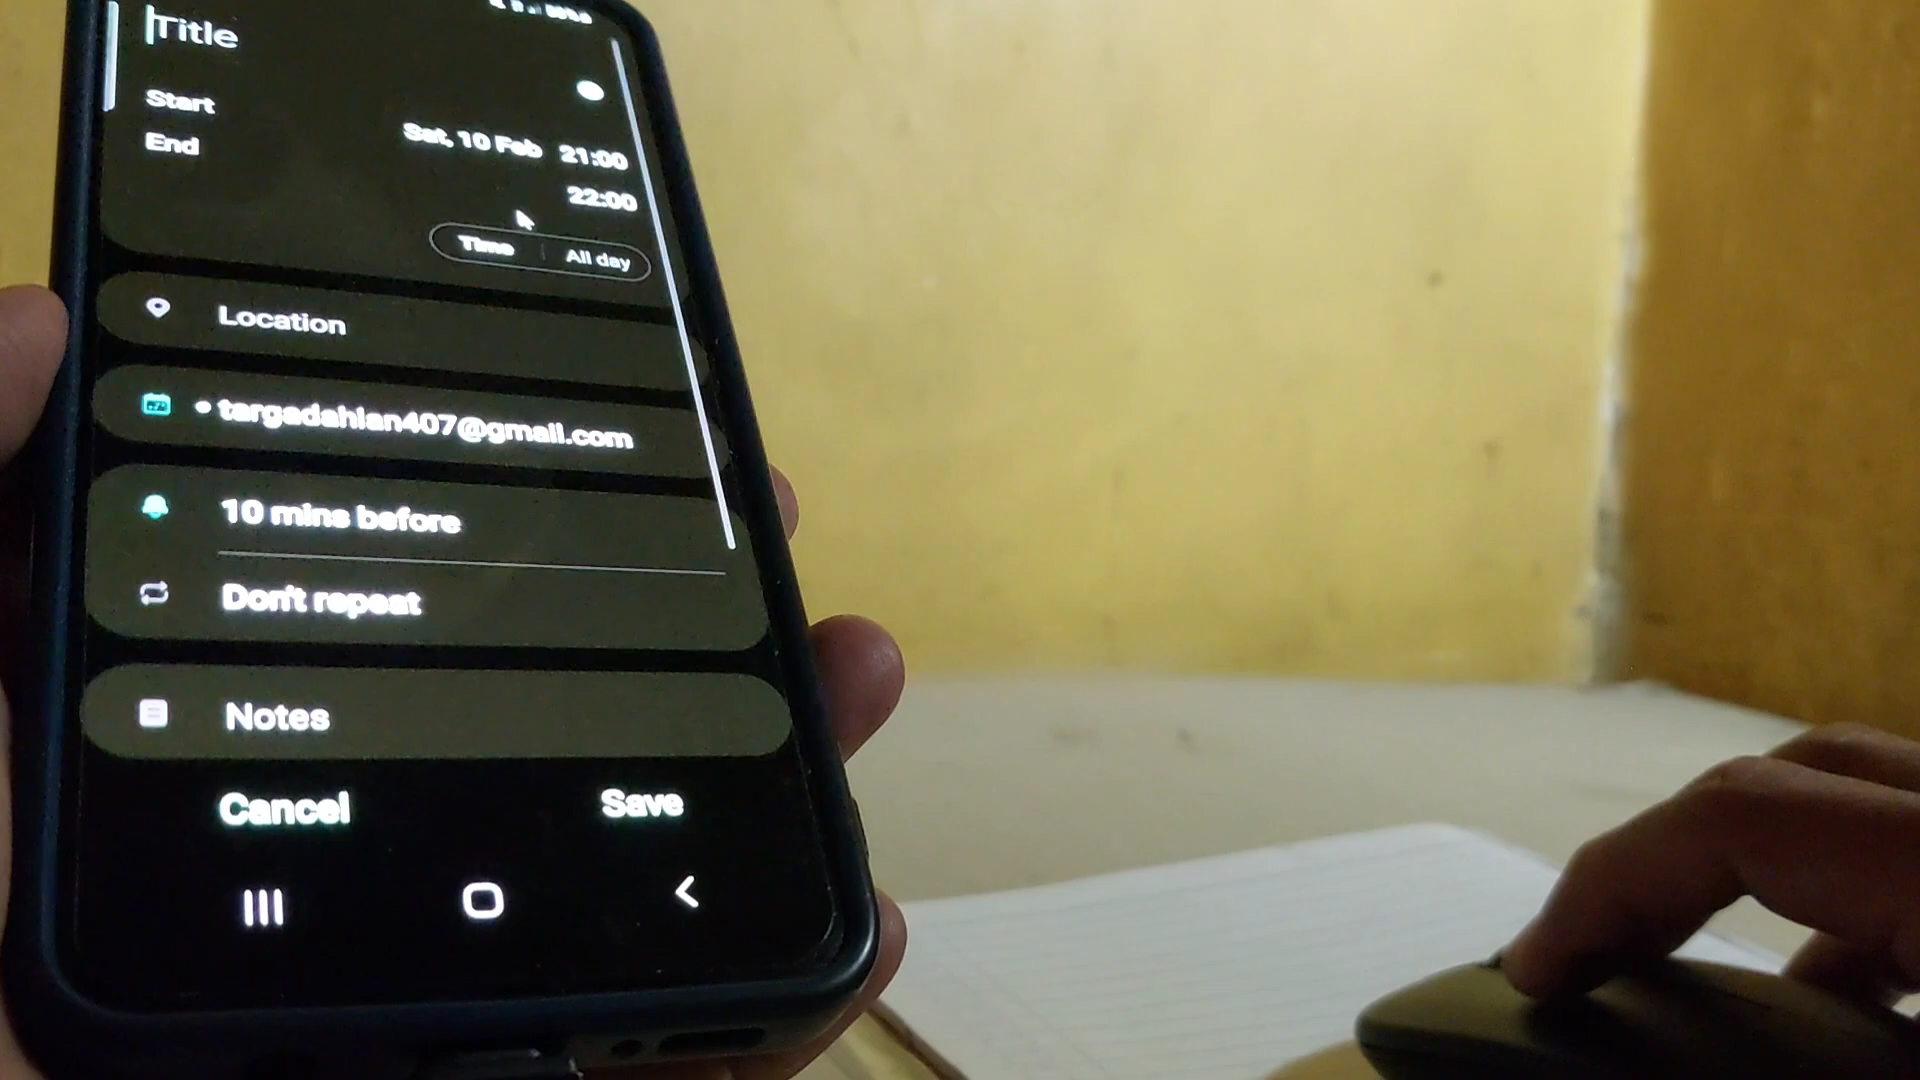 Title
Start
Sat, 10 Feb 21:00
End
22:00
Time All day
Location
targadahlan407@gmail.com
10 mins before
Don't repeat
Notes
Cancel Save